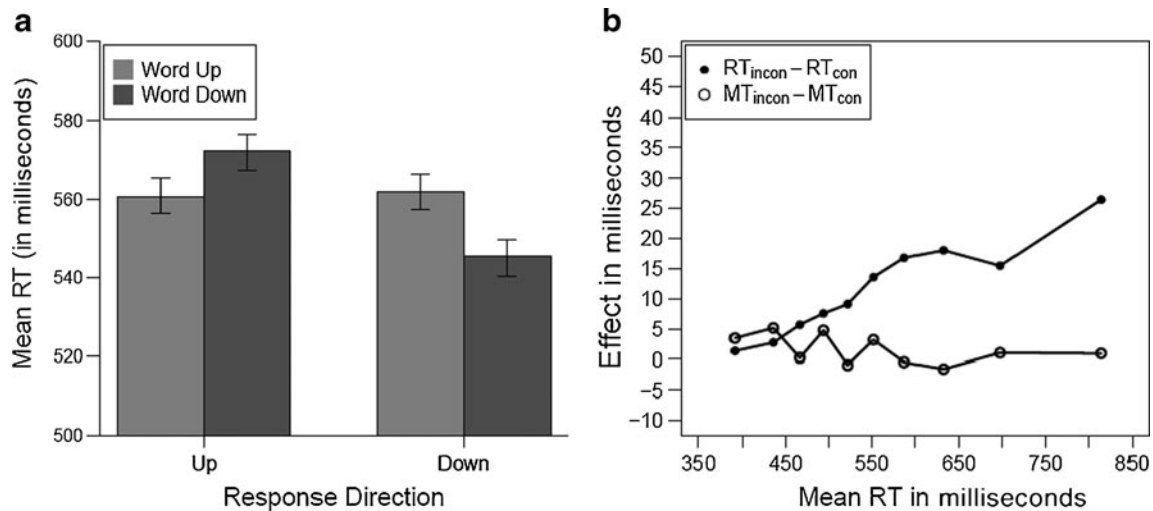 a
600
580
560
540
520
500
Mean RT (in milliseconds)
Word Up
Word Down
Up
Down
Response Direction
b
50
45
40
35
30
25
20
15
10
5
0
−5
−10
Effect in milliseconds
RTincon−RTcon
MTincon−MTcon
350
450
550
650
750
850
Mean RT in milliseconds